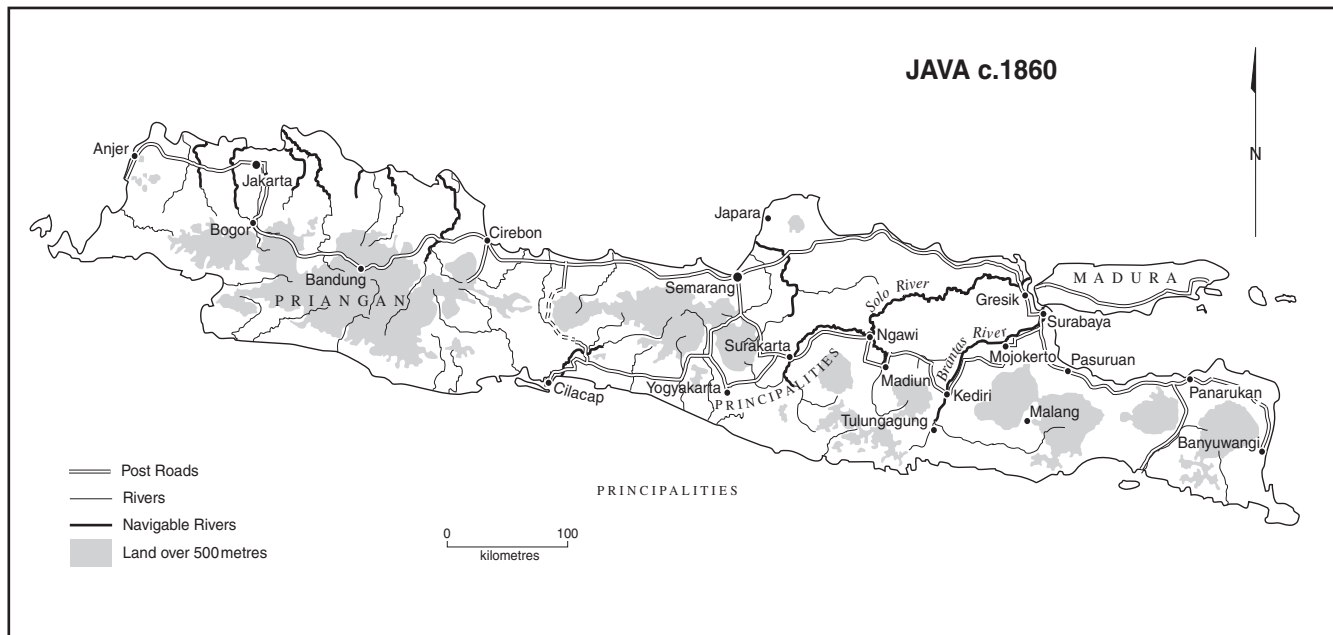 JAVA c.1860
N
Anjer
Jakarta
Bogor
Bandung
PRIANGAN
Cirebon
Japara
Semarang
Solo River
Gresik
MADURA
Surabaya
Surakarta
Ngawi
Brantas River
Mojokerto
Pasuruan
Cilacap
Yogyakarta
PRINCIPALITIES
Madiun
Kediri
Panarukan
Malang
Tulungagung
Banyuwangi
Post Roads
Rivers
Navigable Rivers
Land over 500 metres
PRINCIPALITIES
0 100
kilometres